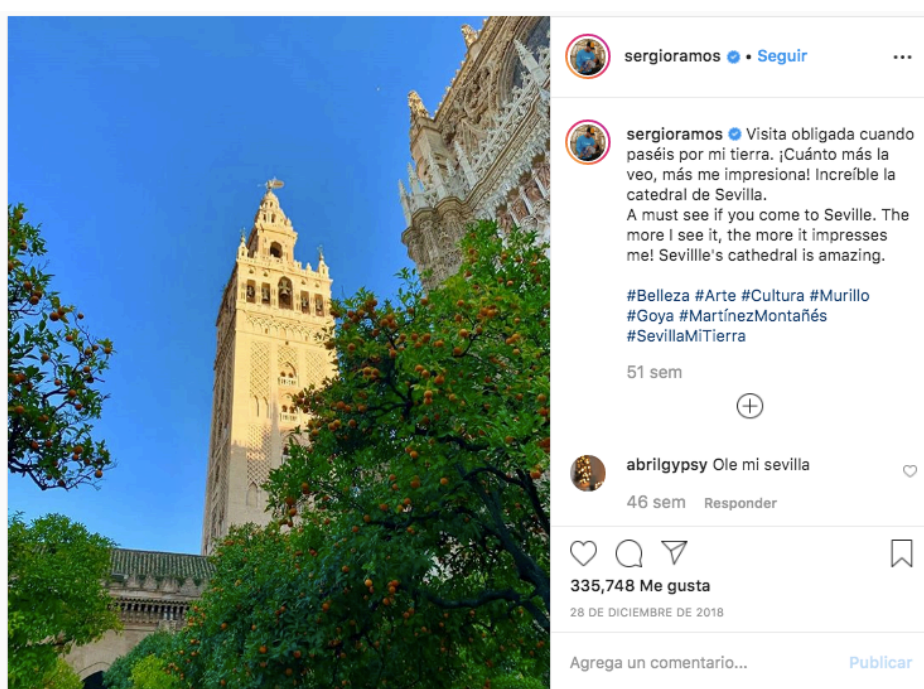 sergioramos • Seguir
sergioramos Visita obligada cuando
paséis por mi tierra. ¡Cuánto más la
veo, más me impresiona! Increíble la
catedral de Sevilla.
A must see if you come to Seville. The
more I see it, the more it impresses
me! Sevillle's cathedral is amazing.
#Belleza #Arte #Cultura #Murillo
#Goya #MartínezMontañés
#SevillaMiTierra
51 sem
abrilgypsy Ole mi sevilla
46 sem Responder
335,748 Me gusta
28 DE DICIEMBRE DE 2018
Agrega un comentario... Publicar